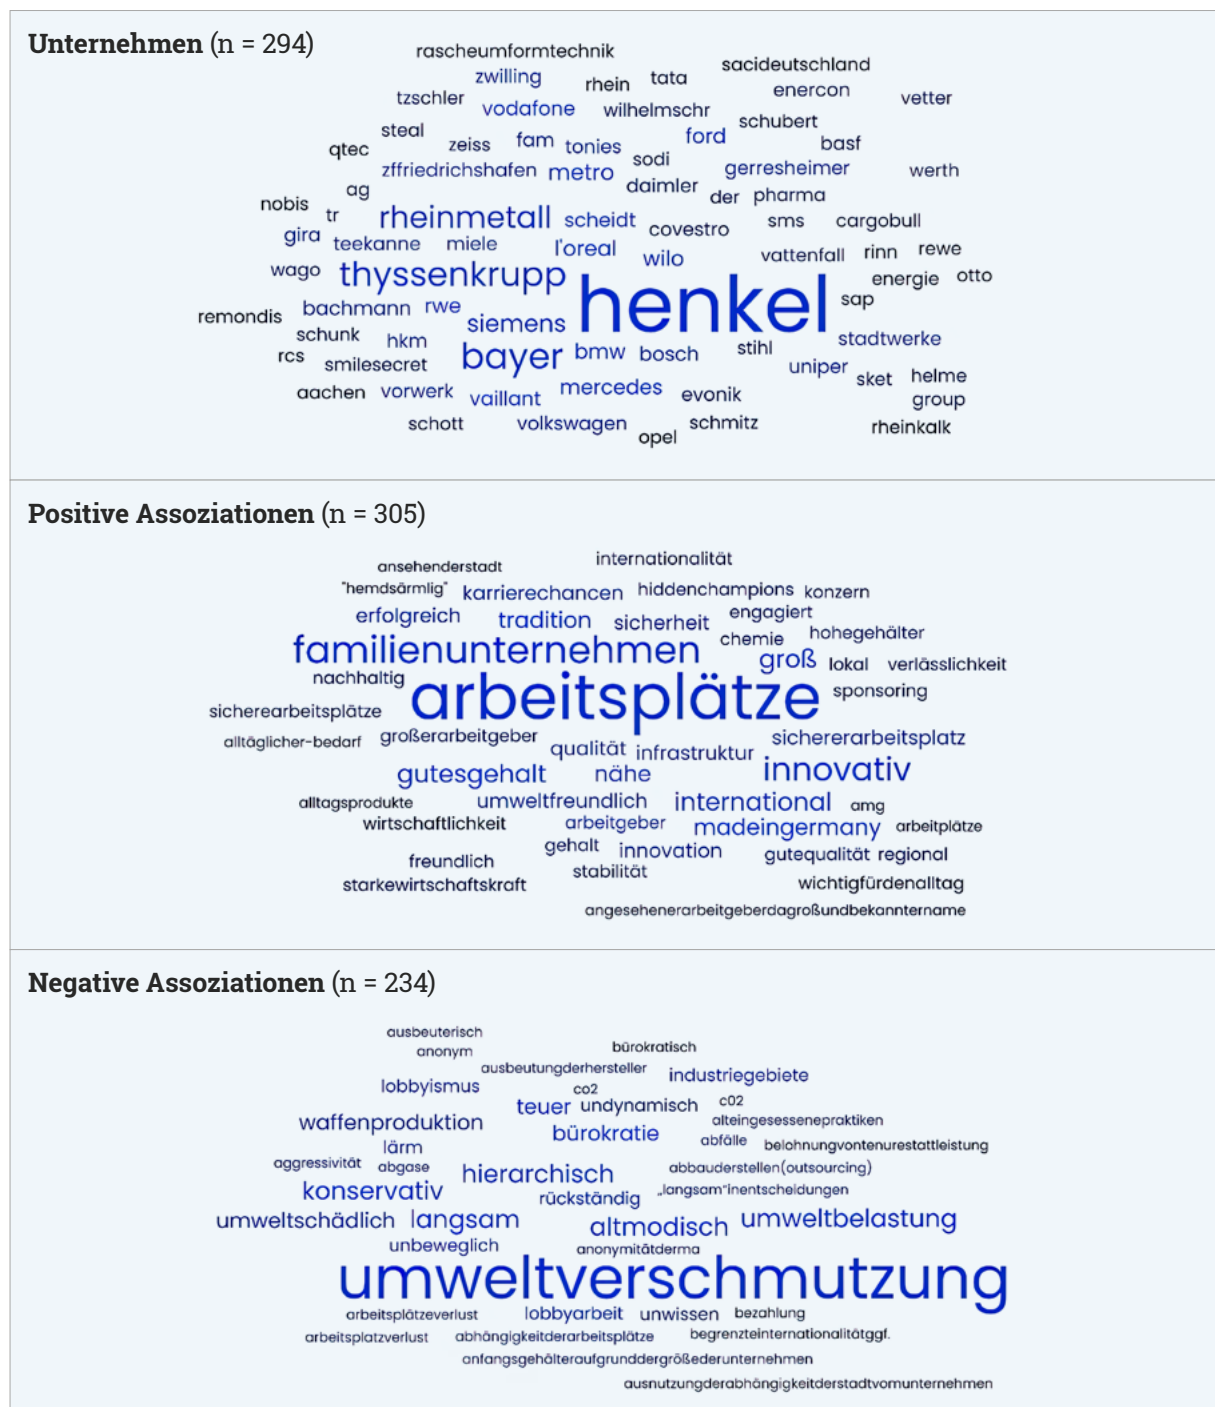 Unternehmen (n = 294)
rascheumformtechnik
sacideutschland
zwilling rhein tata
enercon
tzschler vodafone wilhelmschr vetter
schubert
steal zeiss fam tonies ford basf
qtec sodi
zffriedrichshafen metro gerresheimer werth
ag daimler der pharma
nobis tr rheinmetall scheidt covestro sms cargobull
gira teekanne miele l'oreal wilo vattenfall rinn rewe
wago thyssenkrupp henkel energie otto
sap
remondis bachmann rwe siemens
schunk hkm stadtwerke
rcs smilesecret bayer bmw bosch stihl uniper sket helme
aachen vorwerk vaillant mercedes evonik group
schott volkswagen opel schmitz rheinkalk
Positive Assoziationen (n = 305)
ansehenderstadt internationalität
"hemdsärmlig" karrierechancen hiddenchampions konzern
erfolgreich tradition sicherheit engagiert
familienunternehmen chemie hohegehälter
groß lokal verlässlichkeit
nachhaltig arbeitsplätze sponsoring
sicherearbeitsplätze
alltäglicher-bedarf großerarbeitgeber qualität infrastruktur sichererarbeitsplatz
gutesgehalt nähe innovativ
alltagsprodukte umweltfreundlich international amg
wirtschaftlichkeit arbeitgeber madeingermany arbeitplätze
gehalt innovation gutequalität regional
freundlich stabilität
starkewirtschaftskraft wichtigfürdenalltag
angesehenerarbeitgeberdagroßundbekanntername
Negative Assoziationen (n = 234)
ausbeuterisch
anonym bürokratisch
ausbeutungderhersteller industriegebiete
lobbyismus co2
teuer undynamisch c02
waffenproduktion bürokratie alteingesessenepraktiken
lärm abfälle belohnungvontenurestattleistung
aggressivität abgase hierarchisch abbauderstellen(outsourcing)
konservativ rückständig „langsam"inentscheidungen
umweltschädlich langsam altmodisch umweltbelastung
unbeweglich anonymitätderma
umweltverschmutzung
arbeitsplätzeverlust lobbyarbeit unwissen bezahlung
arbeitsplatzverlust abhängigkeitderarbeitsplätze begrenzteinternationalitätggf.
anfangsgehälteraufgrunddergrößederunternehmen
ausnutzungderabhängigkeitderstadtvomunternehmen